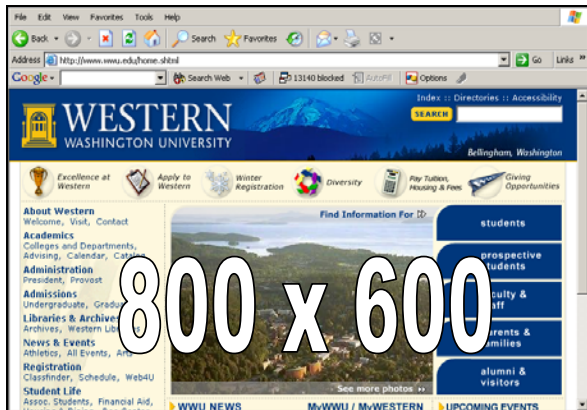 File Edit View Favorites Tools Help
Back Search Favorites
Address http://www.wwu.edu/home.shtml Go Links »
Google Search Web 13140 blocked AutoFill Options
Index :: Directories :: Accessibility
SEARCH
WESTERN
WASHINGTON UNIVERSITY
Bellingham, Washington
Excellence at Western
Apply to Western
Winter Registration
Diversity
Pay Tuition, Housing & Fees
Giving Opportunities
About Western
Welcome, Visit, Contact
Academics
Colleges and Departments,
Advising, Calendar, Catalog
Administration
President, Provost
Admissions
Undergraduate,
Libraries & Archives
Archives, Western
News & Events
Athletics, All Events,
Registration
Classfinder, Schedule, Web4U
Student Life
Assoc. Students, Financial Aid,
Find Information For
students
prospective
students
faculty &
staff
parents &
families
alumni &
visitors
800 x 600
See more photos »
WWU NEWS
MyWWU / MyWESTERN
UPCOMING EVENTS